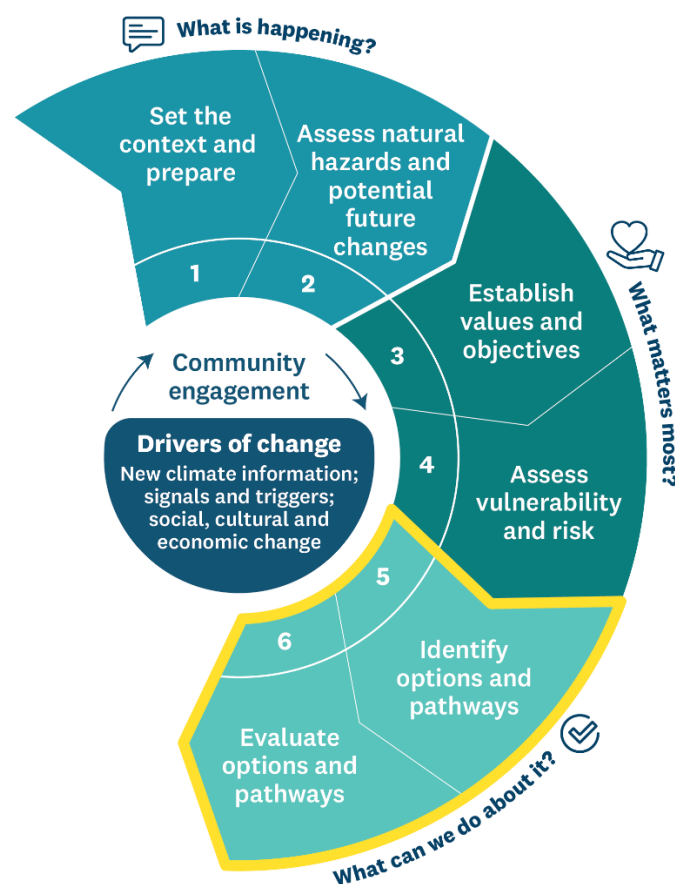 What is happening?
Set the
context and
prepare
1
Assess natural
hazards and
potential
future
changes
2
What matters most?
Establish
values and
objectives
3
Assess
vulnerability
and risk
4
What can we do about it?
Identify
options and
pathways
5
Evaluate
options and
pathways
6
Community
engagement
Drivers of change
New climate information;
signals and triggers;
social, cultural and
economic change